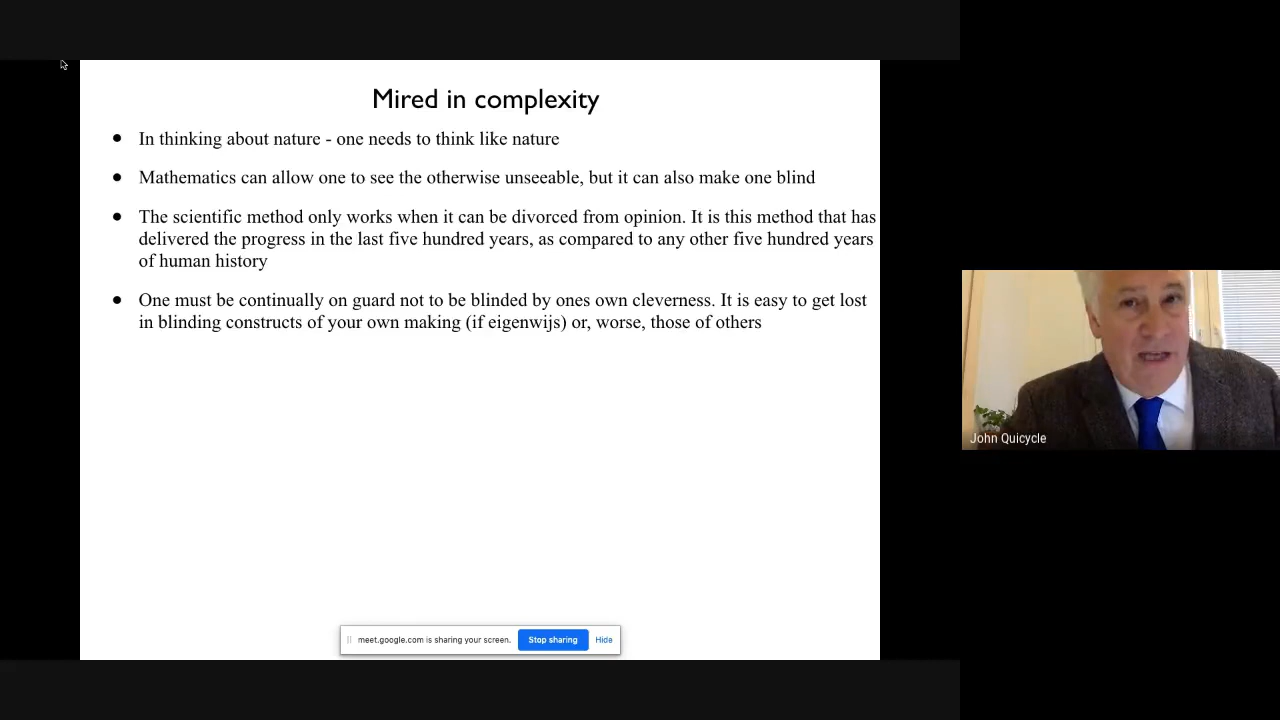 Mired in complexity
● In thinking about nature - one needs to think like nature
● Mathematics can allow one to see the otherwise unseeable, but it can also make one blind
● The scientific method only works when it can be divorced from opinion. It is this method that has
delivered the progress in the last five hundred years, as compared to any other five hundred years
of human history
● One must be continually on guard not to be blinded by ones own cleverness. It is easy to get lost
in blinding constructs of your own making (if eigenwijs) or, worse, those of others
John Quicycle
meet.google.com is sharing your screen. Stop sharing Hide